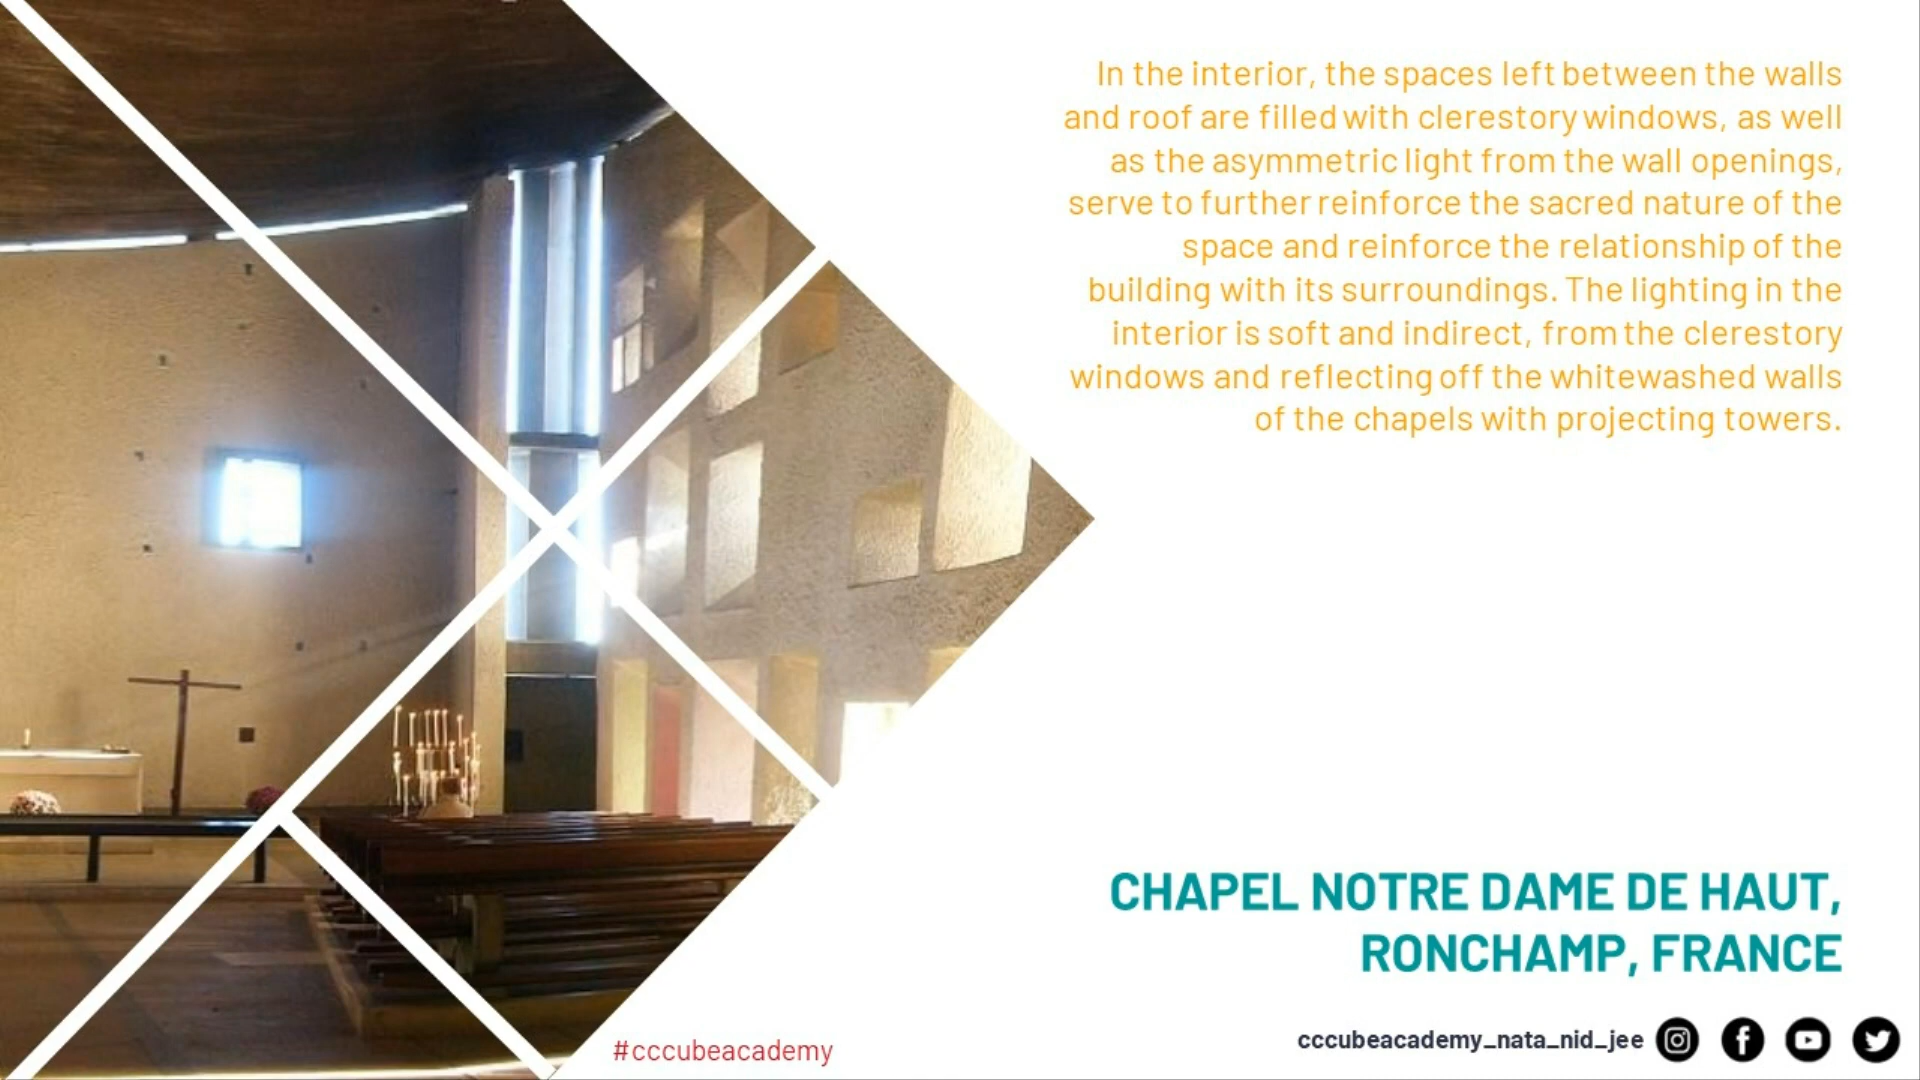 In the interior, the spaces left between the walls
and roof are filled with clerestory windows, as well
as the asymmetric light from the wall openings,
serve to further reinforce the sacred nature of the
space and reinforce the relationship of the
building with its surroundings. The lighting in the
interior is soft and indirect, from the clerestory
windows and reflecting off the whitewashed walls
of the chapels with projecting towers.
CHAPEL NOTRE DAME DE HAUT,
RONCHAMP, FRANCE
#cccubeacademy
cccubeacademy_nata_nid_jee